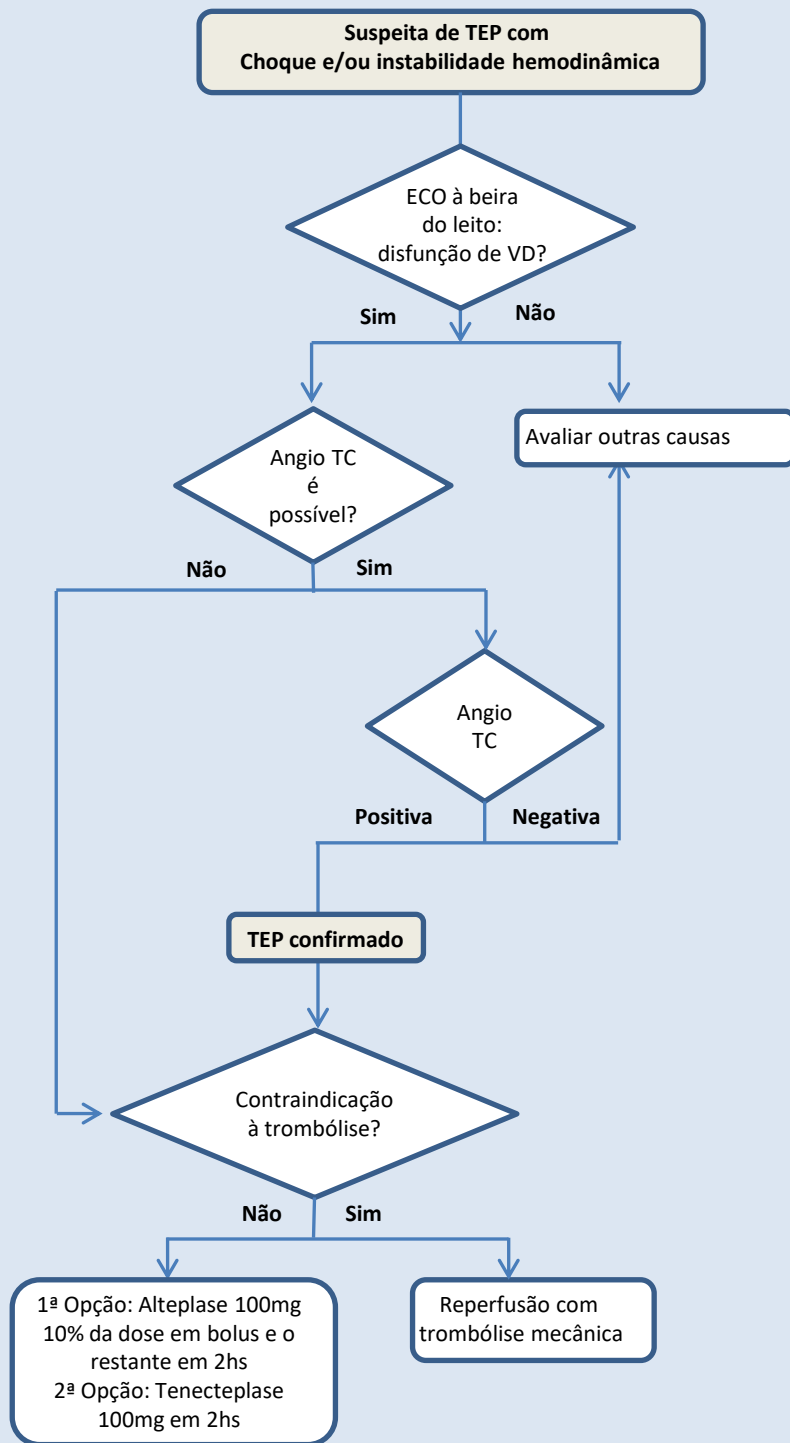 Suspeita de TEP com
Choque e/ou instabilidade hemodinâmica
ECO à beira
do leito:
disfunção de VD?
Sim
Não
Angio TC
é
possível?
Avaliar outras causas
Não
Sim
Angio
TC
Positiva
Negativa
TEP confirmado
Contraindicação
à trombólise?
Não
Sim
1ª Opção: Alteplase 100mg
10% da dose em bolus e o
restante em 2hs
2ª Opção: Tenecteplase
100mg em 2hs
Reperfusão com
trombólise mecânica